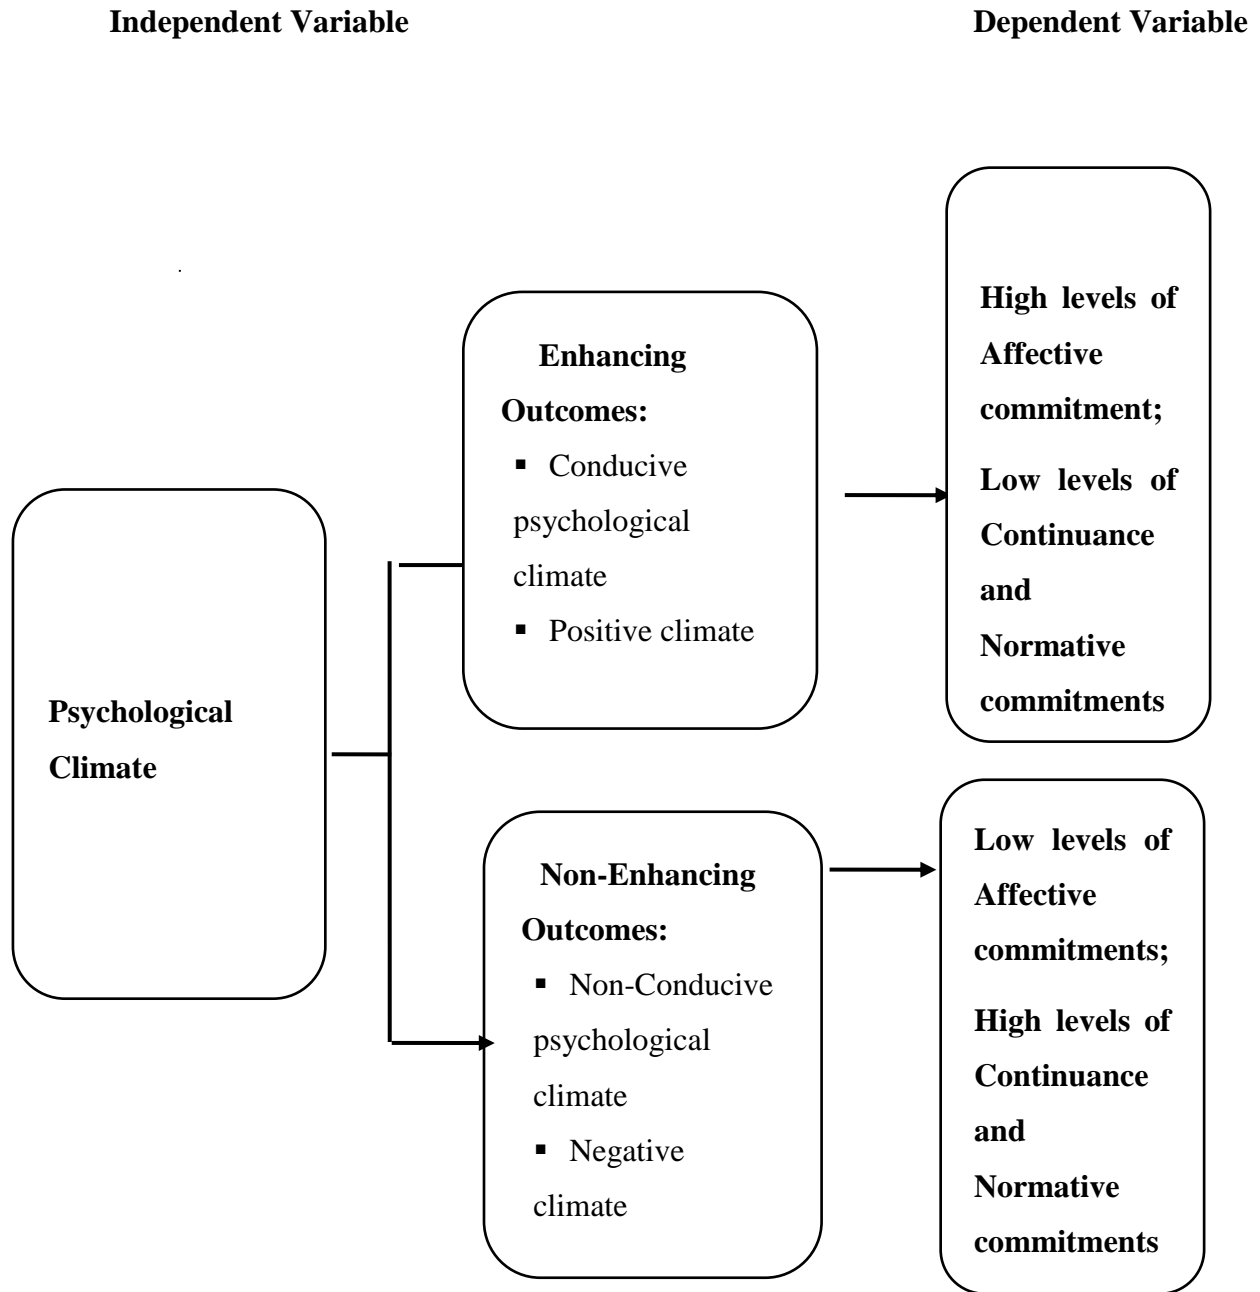 Independent Variable
Dependent Variable
Psychological
Climate
Enhancing
Outcomes:
▪ Conducive
psychological
climate
▪ Positive climate
High levels of
Affective
commitment;
Low levels of
Continuance
and
Normative
commitments
Non-Enhancing
Outcomes:
▪ Non-Conducive
psychological
climate
▪ Negative
climate
Low levels of
Affective
commitments;
High levels of
Continuance
and
Normative
commitments